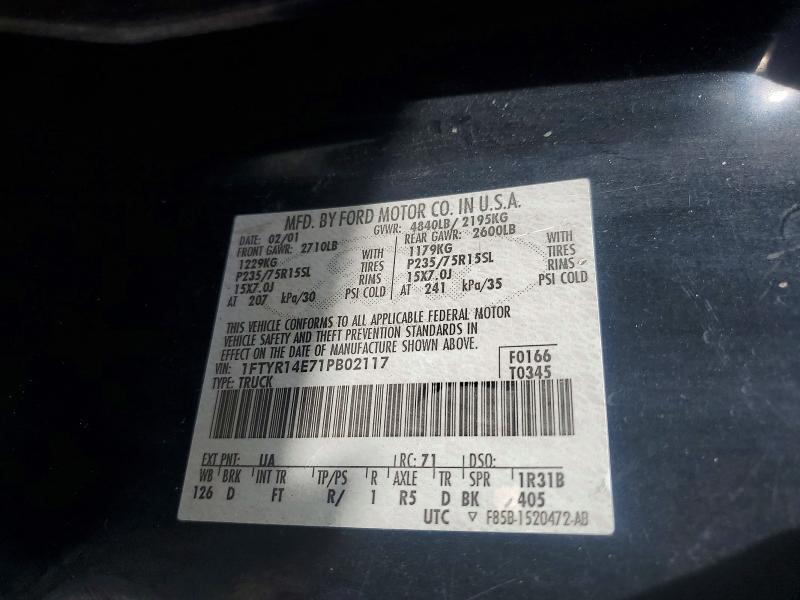 MFD. BY FORD MOTOR CO. IN U.S.A.
DATE: 02/01 GVWR: 4840LB/ 2195KG
FRONT GAWR: 2710LB REAR GAWR: 2600LB
1229KG WITH 1179KG WITH
P235/75R15SL TIRES P235/75R15SL TIRES
15X7.0J RIMS 15X7.0J RIMS
AT 207 kPa/30 PSI COLD AT 241 kPa/35 PSI COLD
THIS VEHICLE CONFORMS TO ALL APPLICABLE FEDERAL MOTOR
VEHICLE SAFETY AND THEFT PREVENTION STANDARDS IN
EFFECT ON THE DATE OF MANUFACTURE SHOWN ABOVE.
VIN: 1FTYR14E71PB02117 F0166
TYPE: TRUCK T0345
EXT PNT: UA RC: 71 DSO:
WB BRK INT TR TP/PS R AXLE TR SPR 1R31B
126 D FT R/ 1 R5 D BK /405
UTC ▽ F85B-1520472-AB